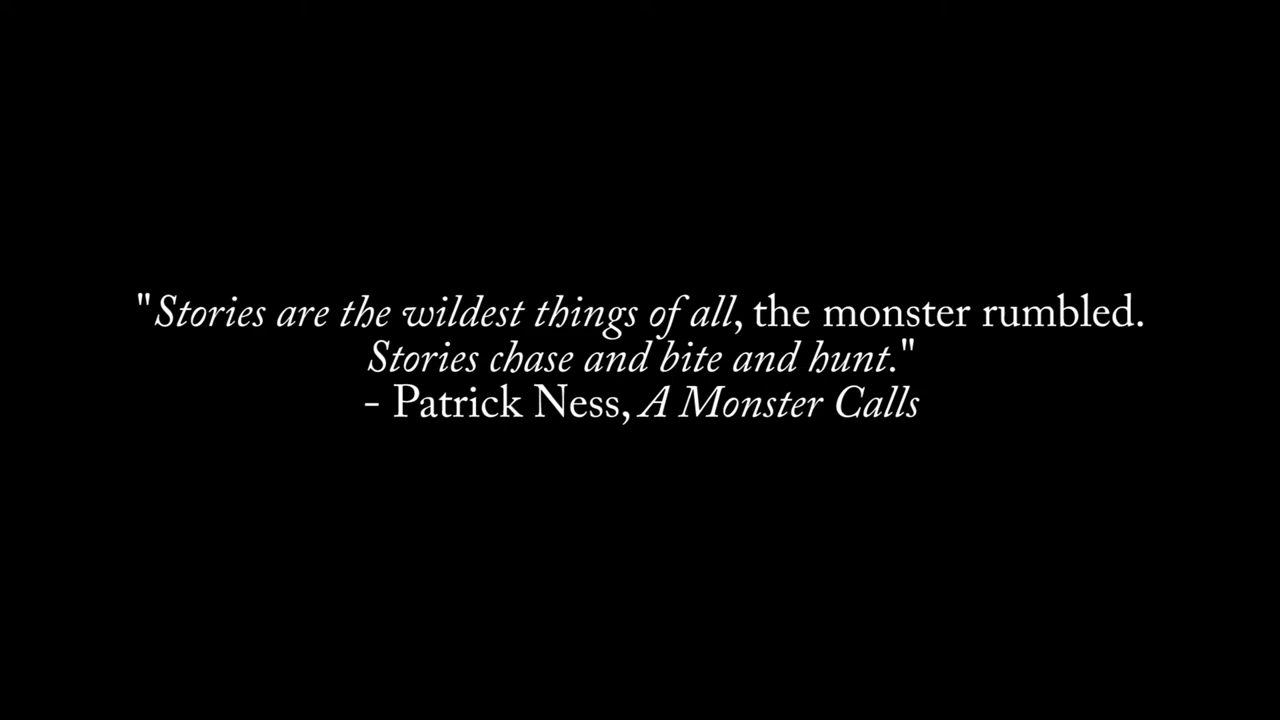 "Stories are the wildest things of all, the monster rumbled.
Stories chase and bite and hunt."
- Patrick Ness, A Monster Calls